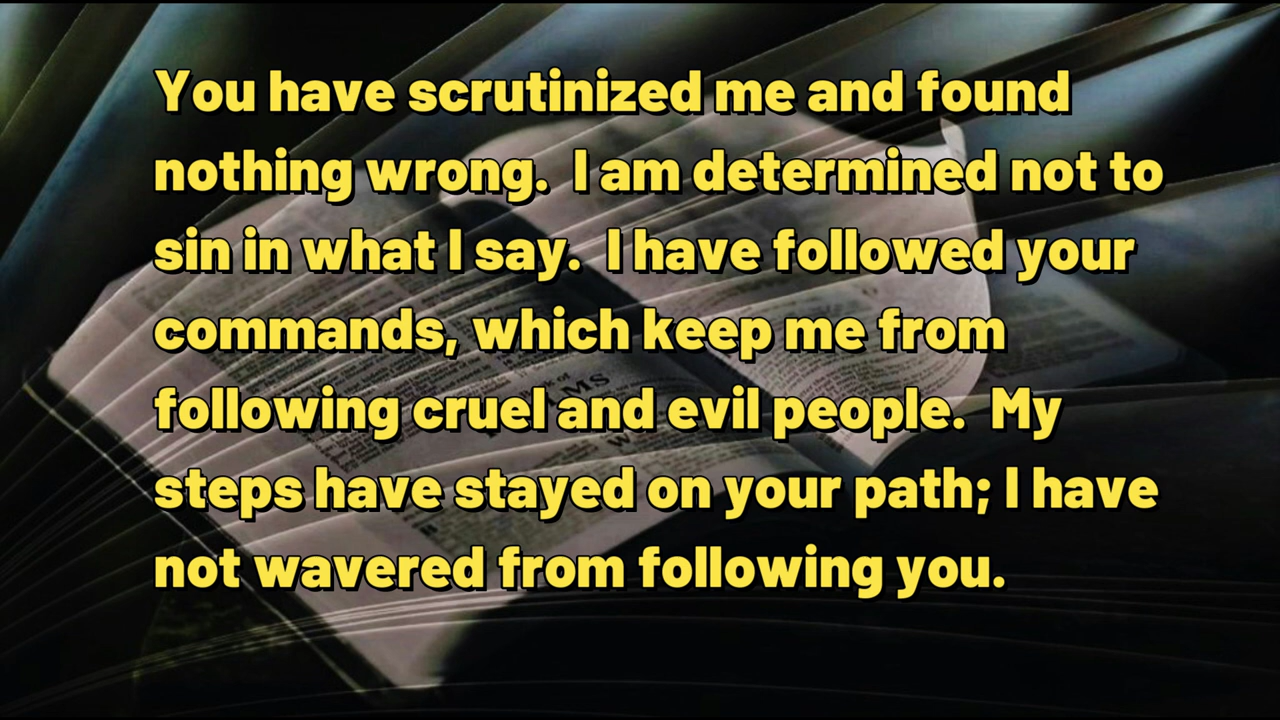 You have scrutinized me and found
nothing wrong.  I am determined not to
sin in what I say.  I have followed your
commands, which keep me from
following cruel and evil people.  My
steps have stayed on your path; I have
not wavered from following you.